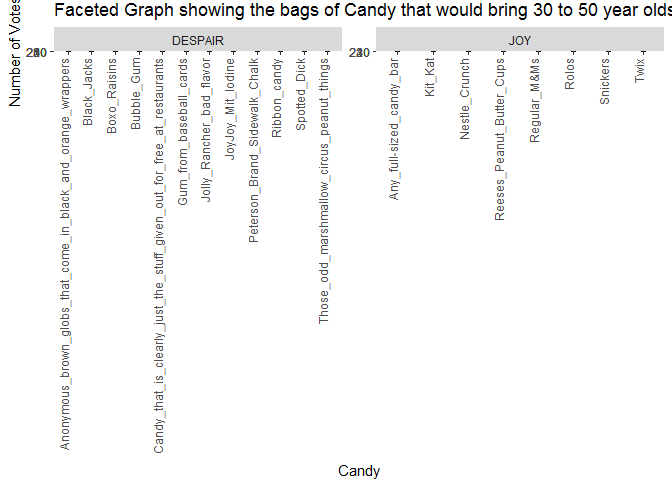 Faceted Graph showing the bags of Candy that would bring 30 to 50 year olds
Number of Votes
DESPAIR
JOY
Anonymous_brown_globs_that_come_in_black_and_orange_wrappers
Black_Jacks
Boxo_Raisins
Bubble_Gum
Candy_that_is_clearly_just_the_stuff_given_out_for_free_at_restaurants
Gum_from_baseball_cards
Jolly_Rancher_bad_flavor
JoyJoy_Mit_Iodine
Peterson_Brand_Sidewalk_Chalk
Ribbon_candy
Spotted_Dick
Those_odd_marshmallow_circus_peanut_things
Any_full-sized_candy_bar
Kit_Kat
Nestle_Crunch
Reeses_Peanut_Butter_Cups
Regular_M&Ms
Rolos
Snickers
Twix
Candy